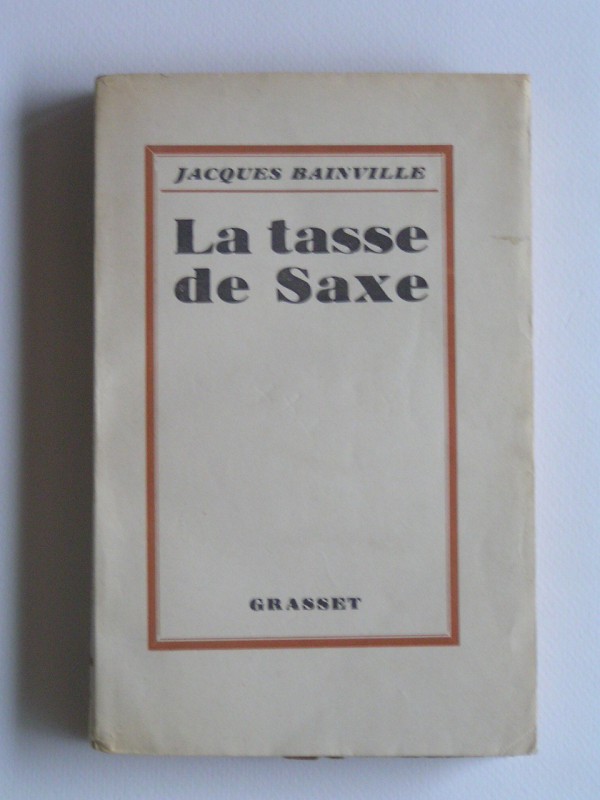 JACQUES BAINVILLE
La tasse
de Saxe
GRASSET